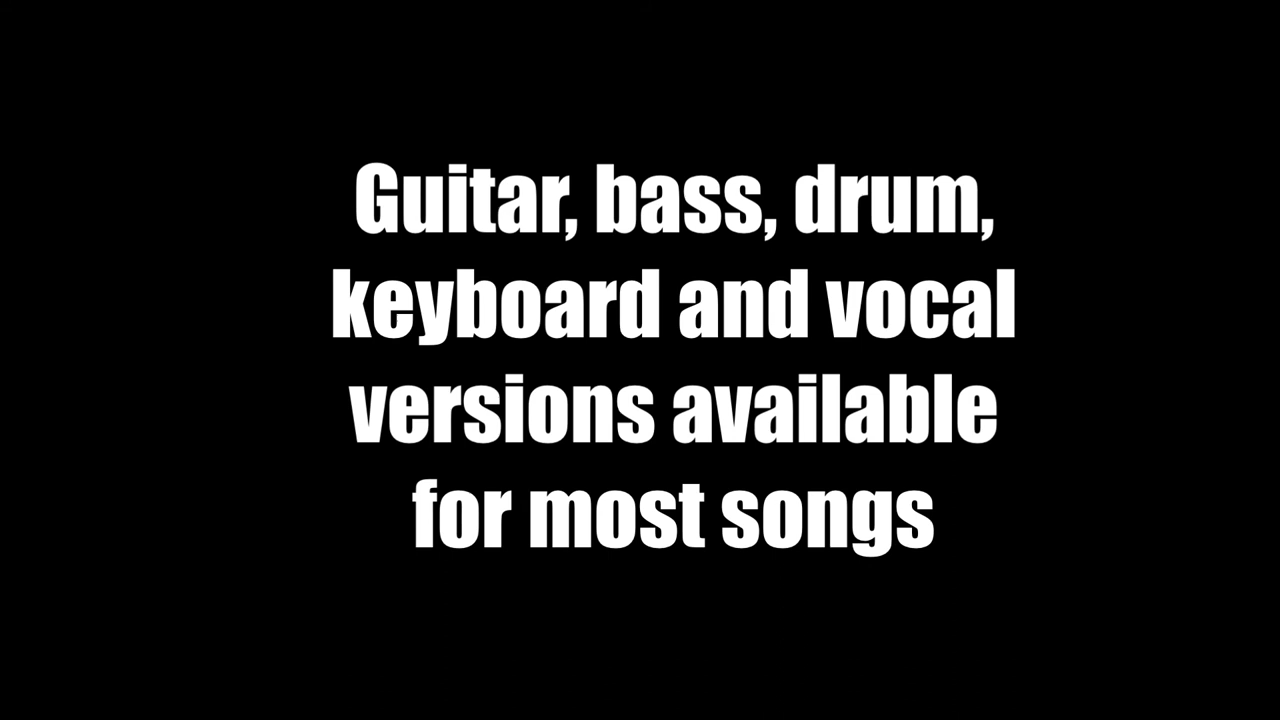 Guitar, bass, drum,
keyboard and vocal
versions available
for most songs